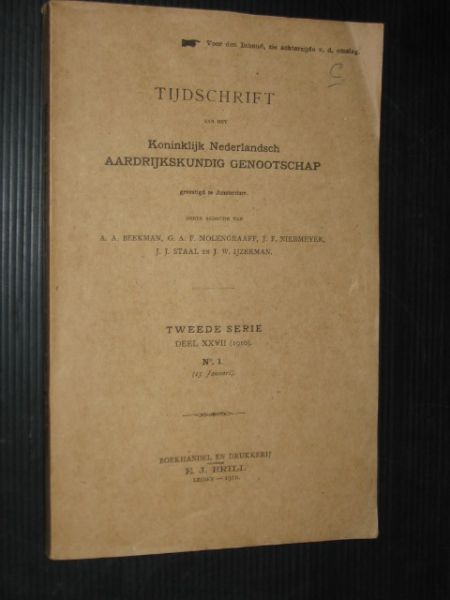 Voor den Inhoud, zie achterzijde v. d. omslag.
TIJDSCHRIFT
VAN HET
Koninklijk Nederlandsch
AARDRIJKSKUNDIG GENOOTSCHAP
gevestigd te Amsterdam.
ONDER REDACTIE VAN
A. A. BEEKMAN, G. A. F. MOLENGRAAFF, J. F. NIERMEYER,
J. J. STAAL EN J. W. IJZERMAN.
TWEEDE SERIE
DEEL XXVII (1910).
No. 1.
(15 Januari).
BOEKHANDEL EN DRUKKERIJ
E. J. BRILL
LEIDEN — 1910.